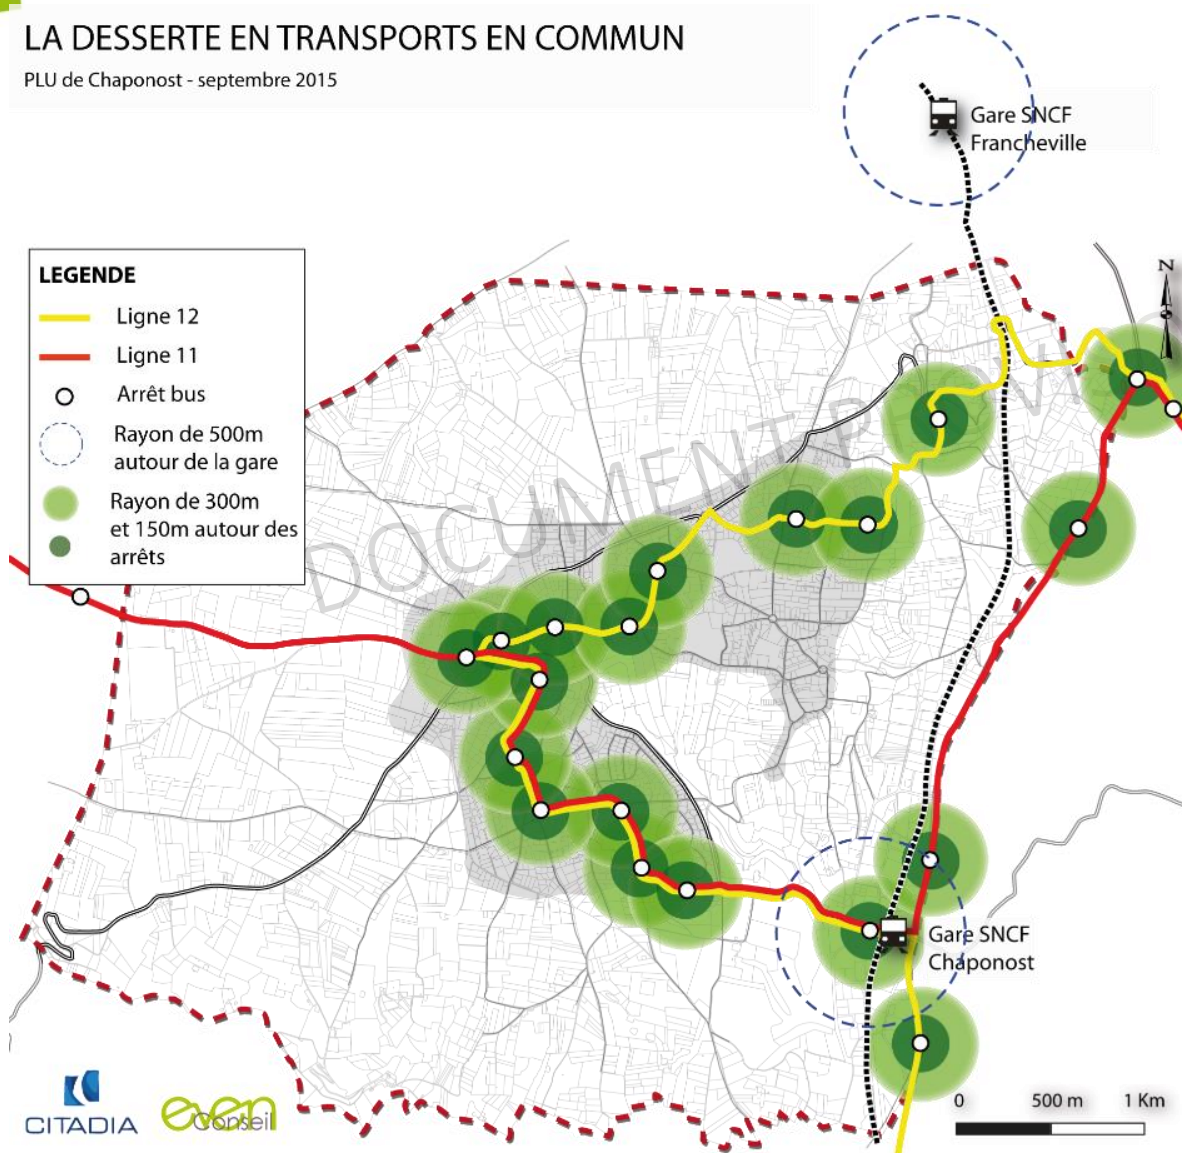 LA DESSERTE EN TRANSPORTS EN COMMUN
PLU de Chaponost - septembre 2015
Gare SNCF
Francheville
LEGENDE
Ligne 12
Ligne 11
Arrêt bus
Rayon de 500m
autour de la gare
Rayon de 300m
et 150m autour des
arrêts
N
DOCUMENT
Gare SNCF
Chaponost
0 500 m 1 Km
CITADIA
even
Conseil